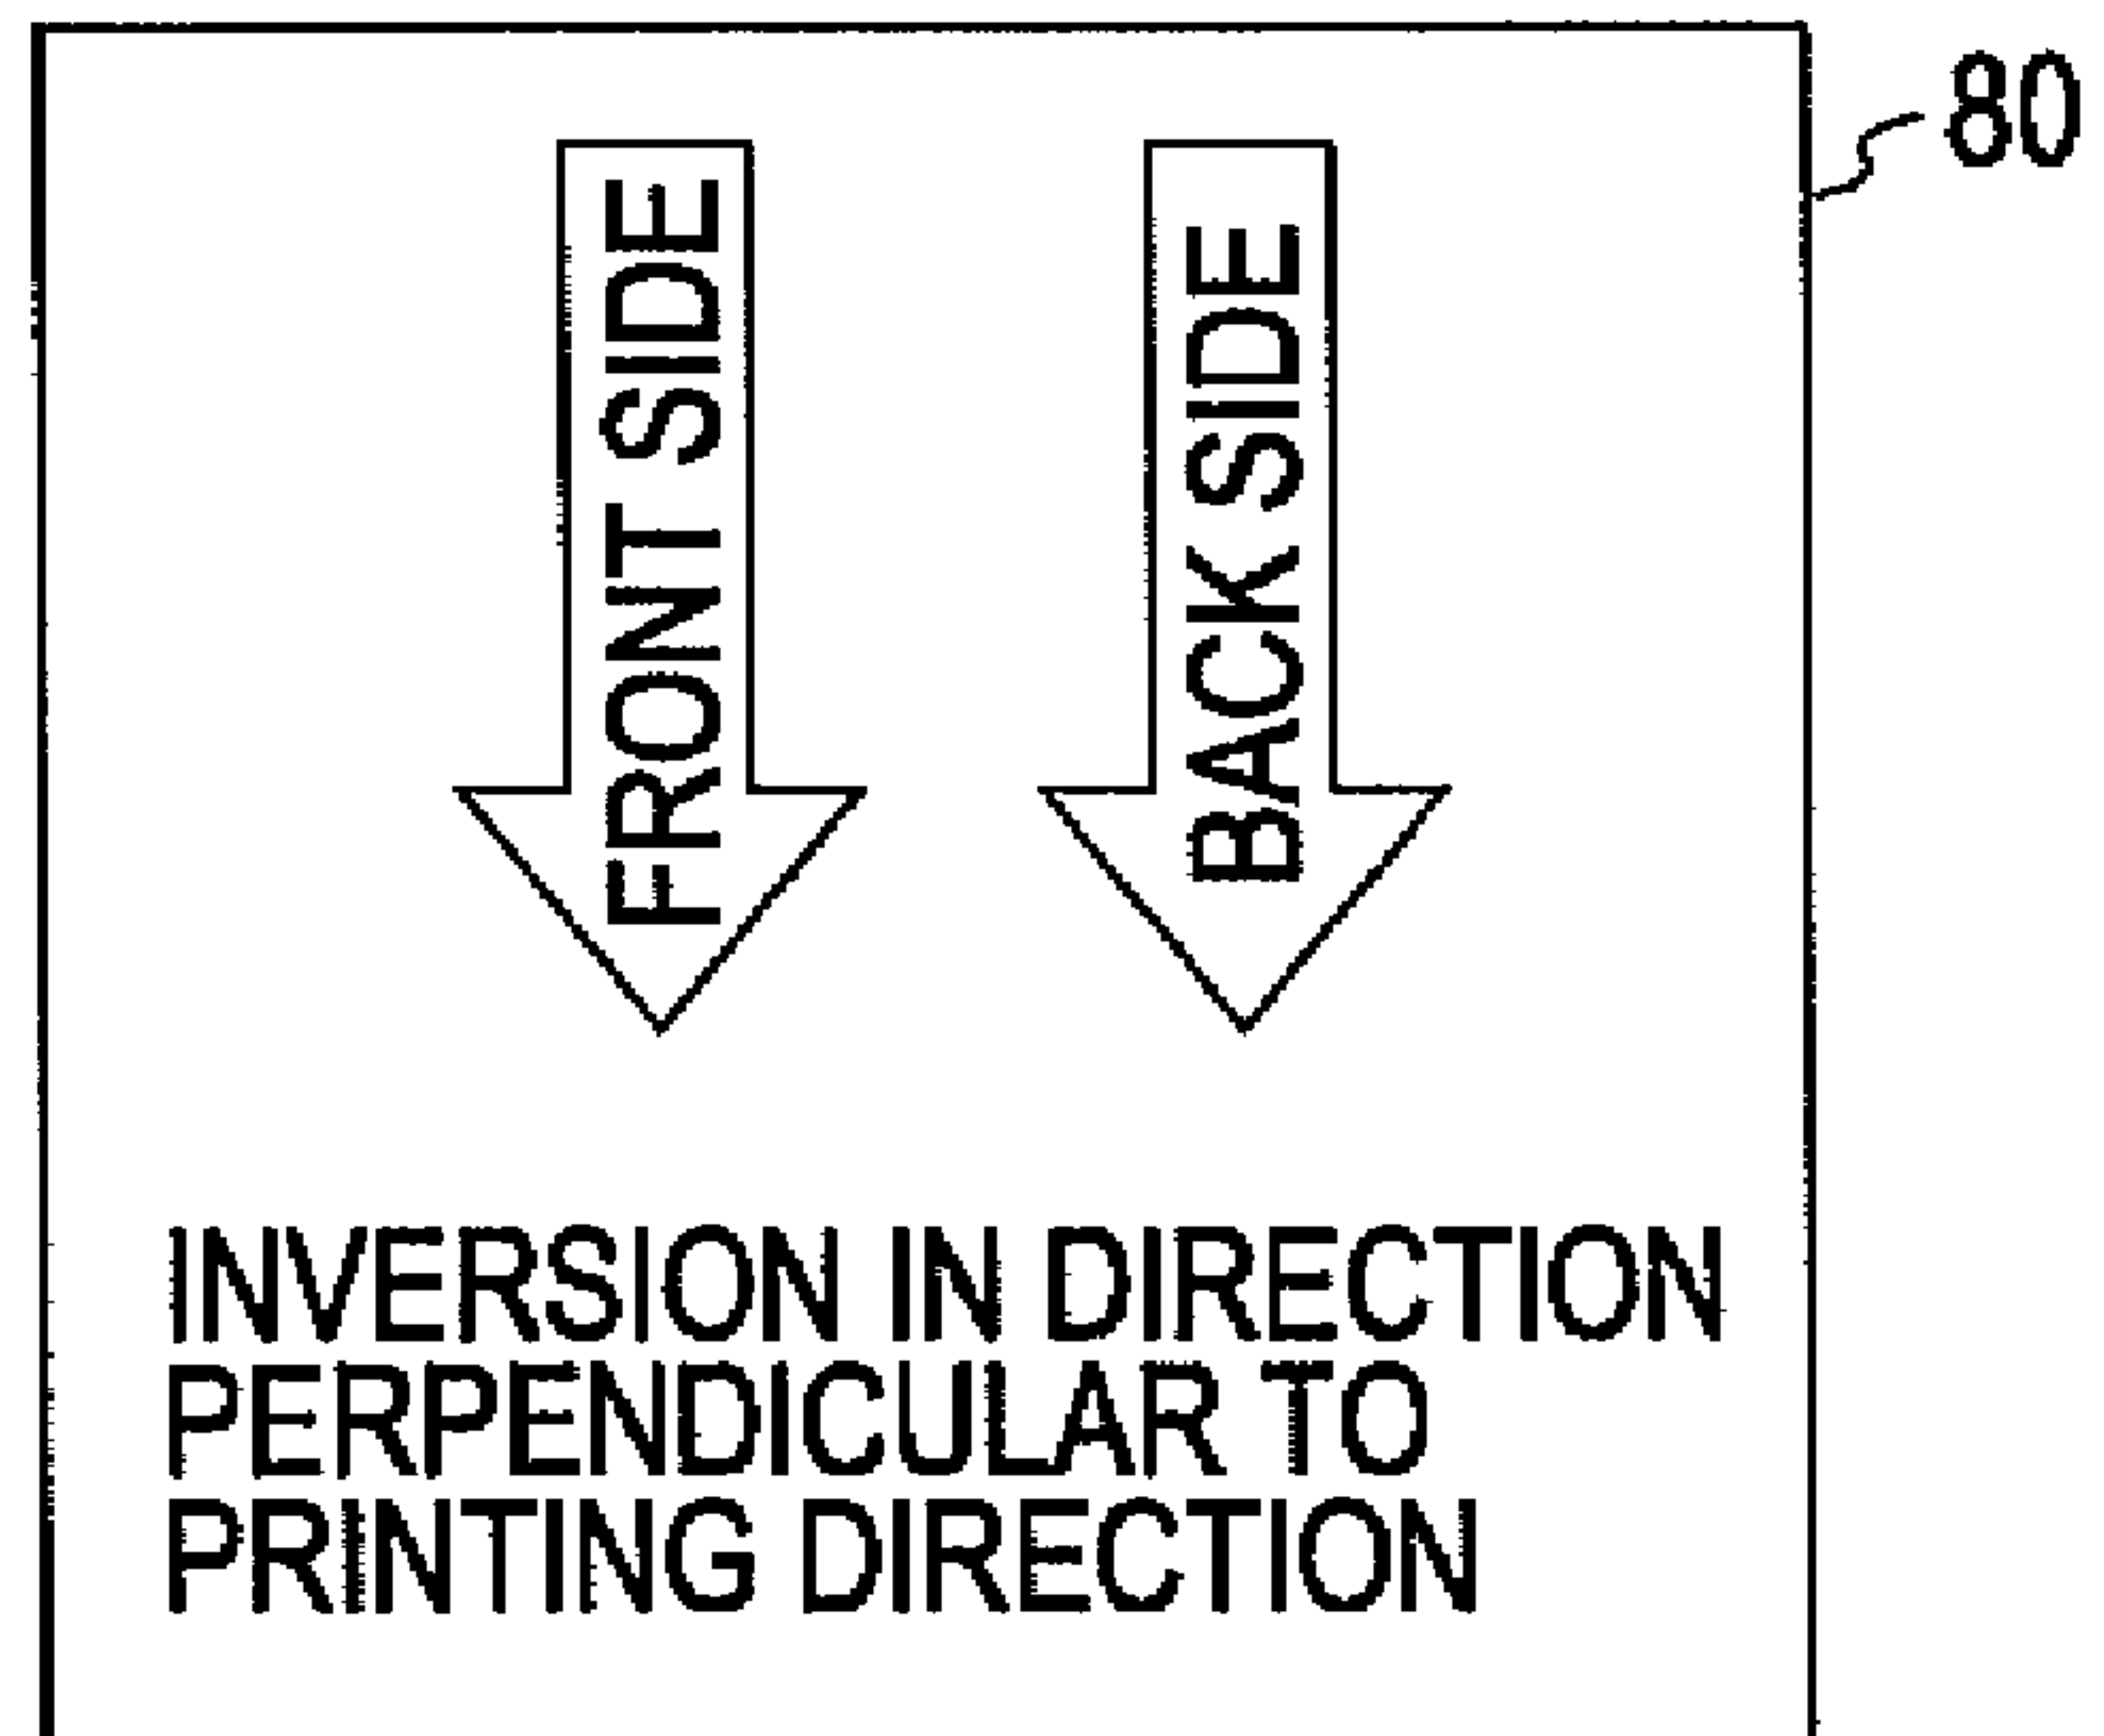 80
FRONT SIDE
BACK SIDE
INVERSION IN DIRECTION
PERPENDICULAR TO
PRINTING DIRECTION